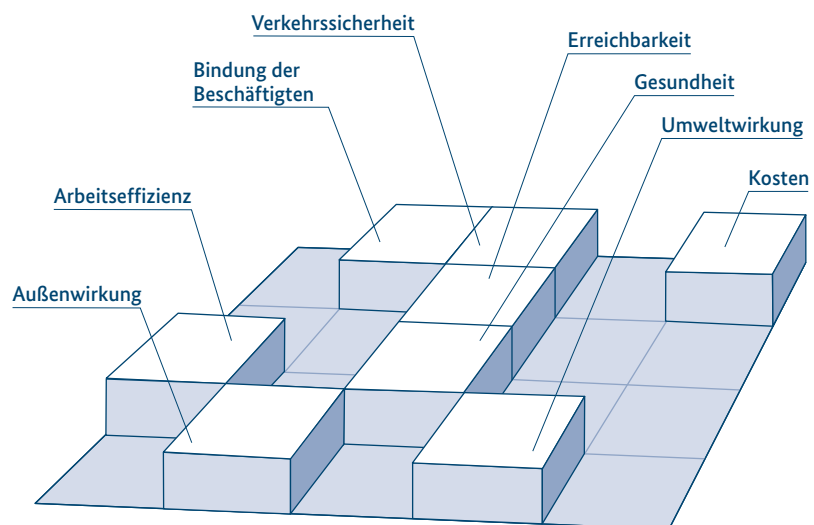 Verkehrssicherheit
Erreichbarkeit
Bindung der
Beschäftigten
Gesundheit
Umweltwirkung
Kosten
Arbeitseffizienz
Außenwirkung